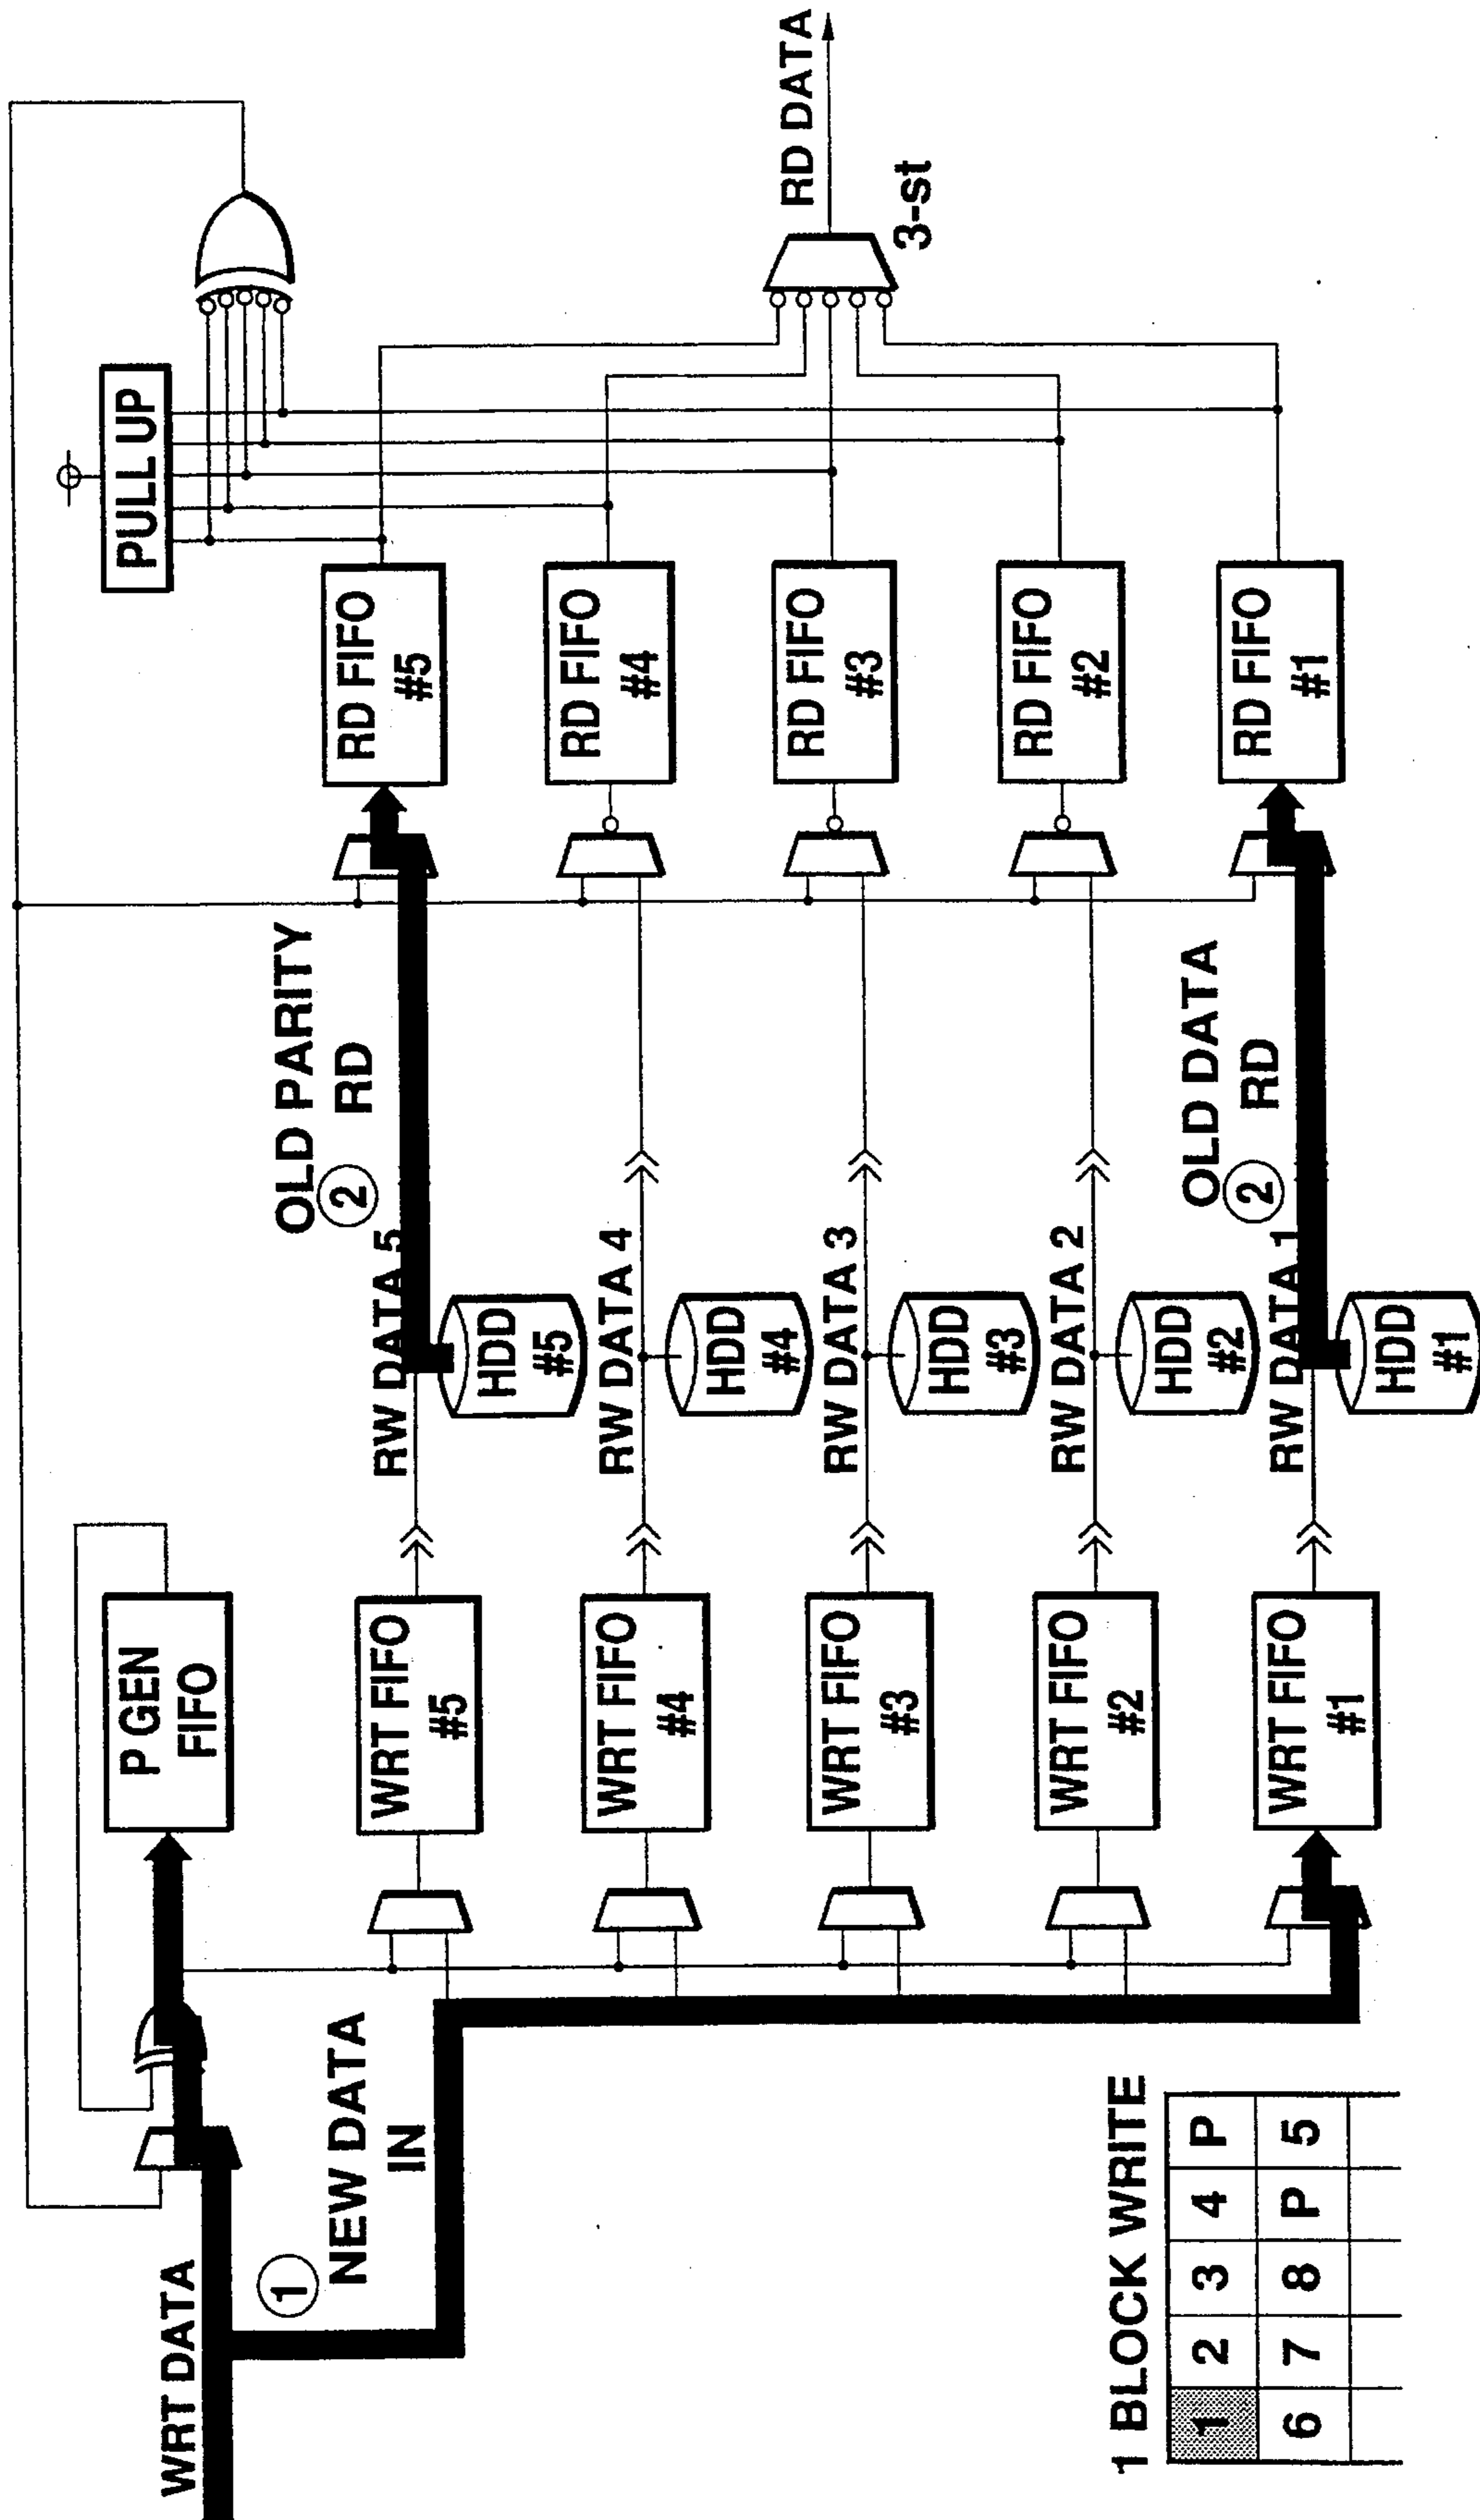 WRT DATA
1
NEW DATA
IN
P GEN
FIFO
PULL UP
OLD PARITY
2 RD
WRT FIFO
#5
RW DATA 5
HDD
#5
RD FIFO
#5
WRT FIFO
#4
RW DATA 4
HDD
#4
RD FIFO
#4
RD DATA
3-st
WRT FIFO
#3
RW DATA 3
HDD
#3
RD FIFO
#3
WRT FIFO
#2
RW DATA 2
HDD
#2
RD FIFO
#2
OLD DATA
2 RD
WRT FIFO
#1
RW DATA 1
HDD
#1
RD FIFO
#1
1 BLOCK WRITE
1 2 3 4 P
6 7 8 P 5